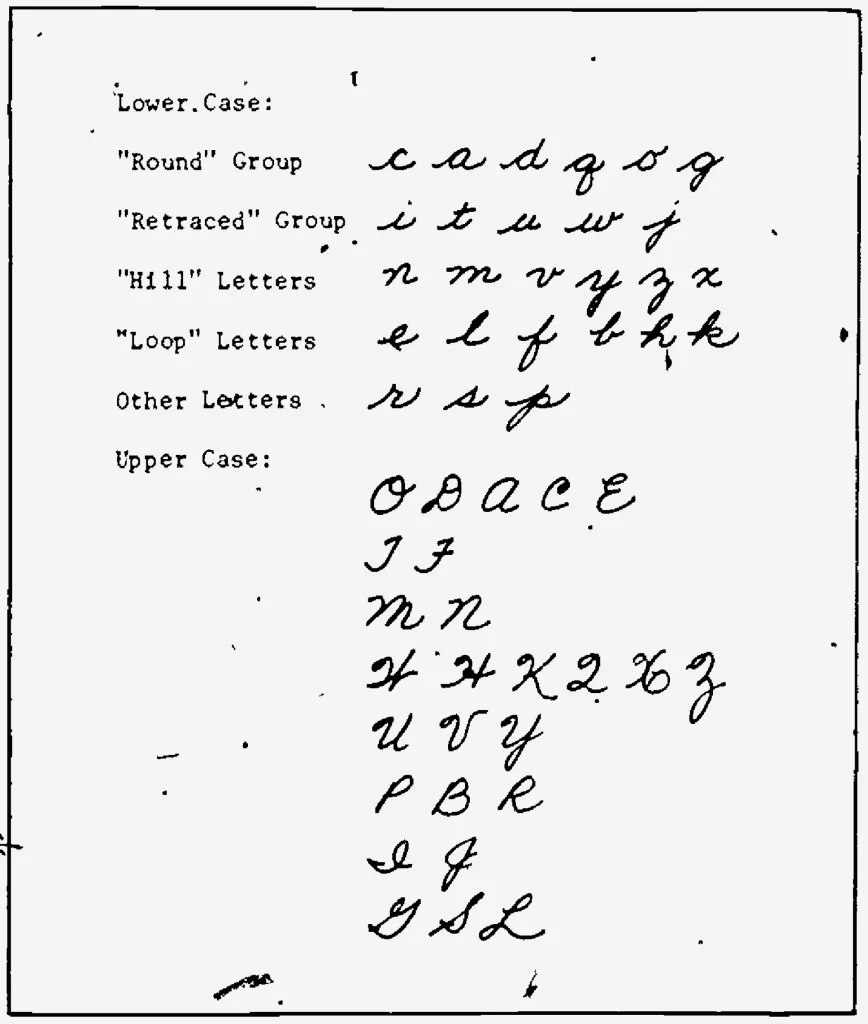 Lower.Case:
"Round" Group c a d q o g
"Retraced" Group i t u w j
"Hill" Letters n m v y z x
"Loop" Letters e l f b h k
Other Letters r s p
Upper Case:
O D A C E
T F
M N
W H K Q X Z
U V Y
P B R
I J
G S L